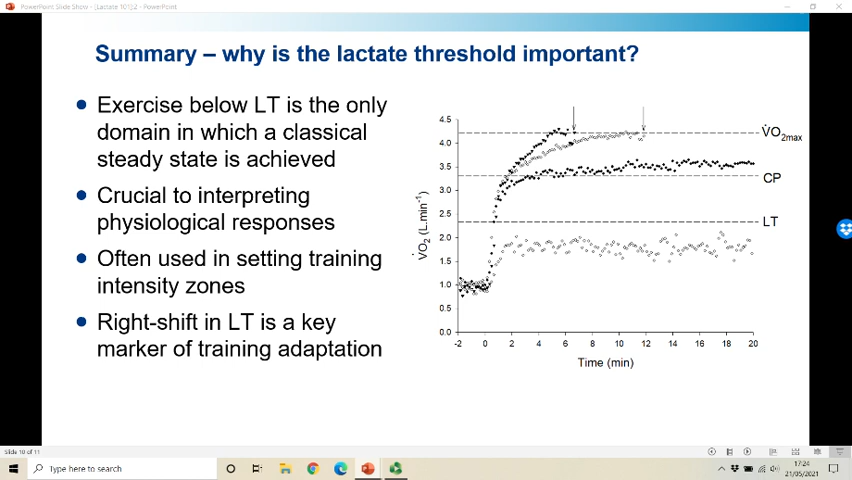 PowerPoint Slide Show - [Lactate 101]:2 - PowerPoint
Summary – why is the lactate threshold important?
• Exercise below LT is the only
domain in which a classical
steady state is achieved
• Crucial to interpreting
physiological responses
• Often used in setting training
intensity zones
• Right-shift in LT is a key
marker of training adaptation
4.5
4.0
3.5
3.0
2.5
2.0
1.5
1.0
0.5
0.0
V̇O₂ (L.min⁻¹)
V̇O₂max
CP
LT
-2 0 2 4 6 8 10 12 14 16 18 20
Time (min)
Slide 10 of 11
Type here to search
17:24
21/05/2021